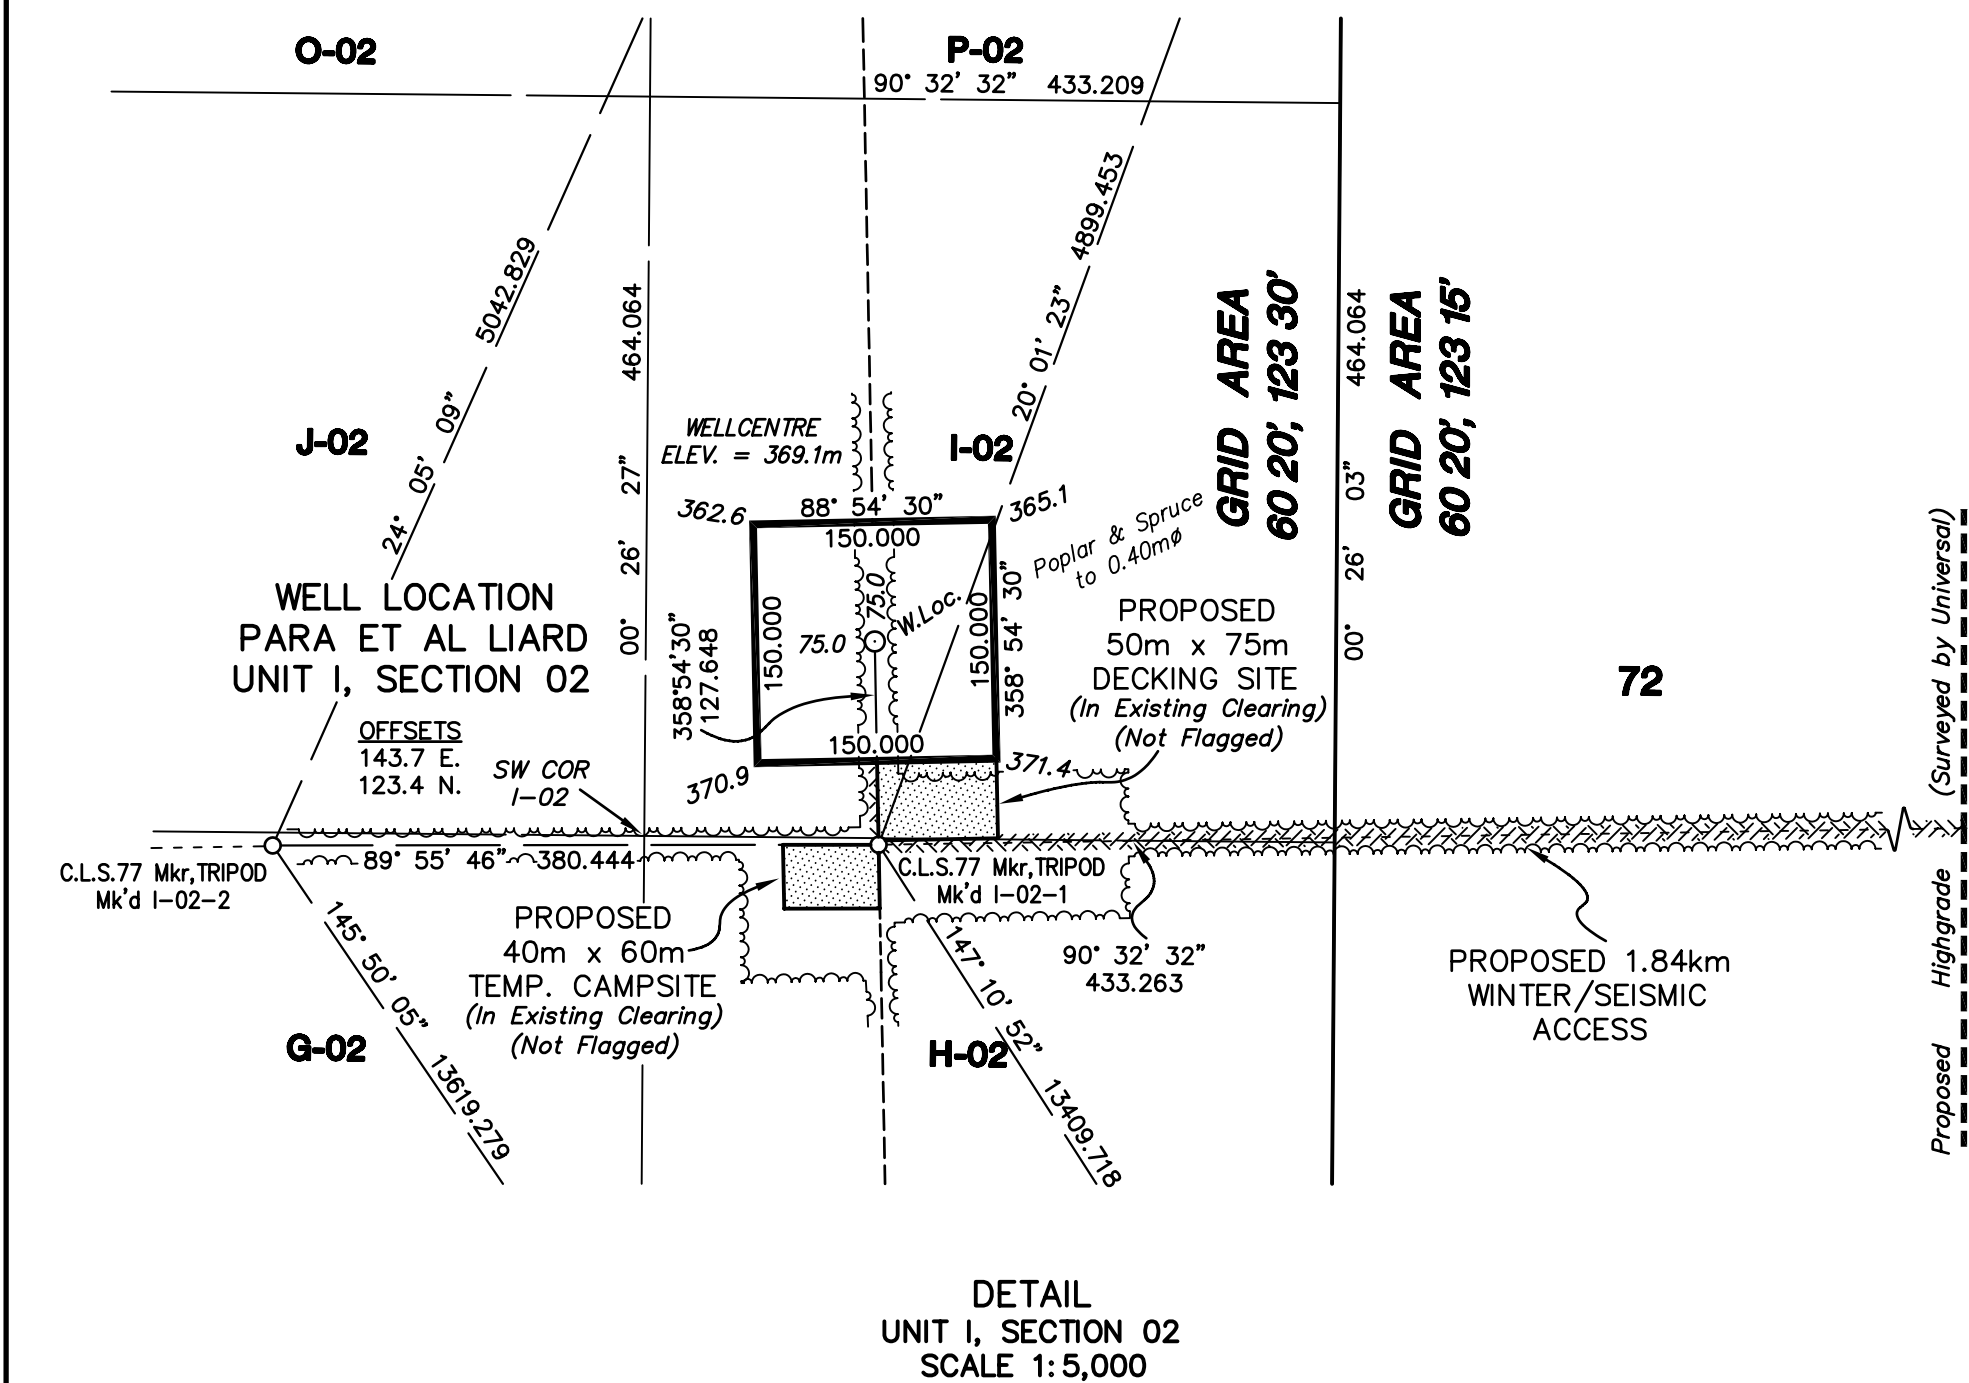 O-02
P-02
90° 32' 32" 433.209
5042.829
24° 05' 09"
464.064
00° 26' 27"
4899.453
20° 01' 23"
GRID AREA
60 20', 123 30'
464.064
00° 26' 03"
GRID AREA
60 20', 123 15'
J-02
WELLCENTRE
ELEV. = 369.1m
I-02
362.6
88° 54' 30"
365.1
150.000
Poplar & Spruce
to 0.40mø
75.0
75.0
W.Loc.
150.000
150.000
358° 54' 30"
358°54'30"
127.648
150.000
370.9
371.4
WELL LOCATION
PARA ET AL LIARD
UNIT I, SECTION 02
OFFSETS
143.7 E.
123.4 N.
SW COR
I-02
PROPOSED
50m x 75m
DECKING SITE
(In Existing Clearing)
(Not Flagged)
72
Proposed Highgrade (Surveyed by Universal)
89° 55' 46" 380.444
C.L.S.77 Mkr,TRIPOD
Mk'd I-02-2
C.L.S.77 Mkr,TRIPOD
Mk'd I-02-1
145° 50' 05" 13619.279
PROPOSED
40m x 60m
TEMP. CAMPSITE
(In Existing Clearing)
(Not Flagged)
147° 10' 52" 13409.718
90° 32' 32"
433.263
PROPOSED 1.84km
WINTER/SEISMIC
ACCESS
G-02
H-02
DETAIL
UNIT I, SECTION 02
SCALE 1:5,000